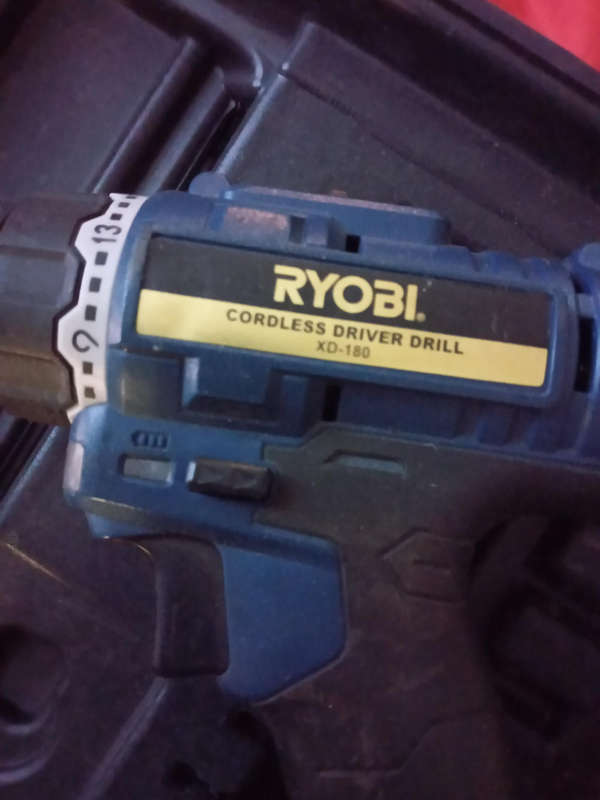 RYOBI.
CORDLESS DRIVER DRILL
XD-180
13
9